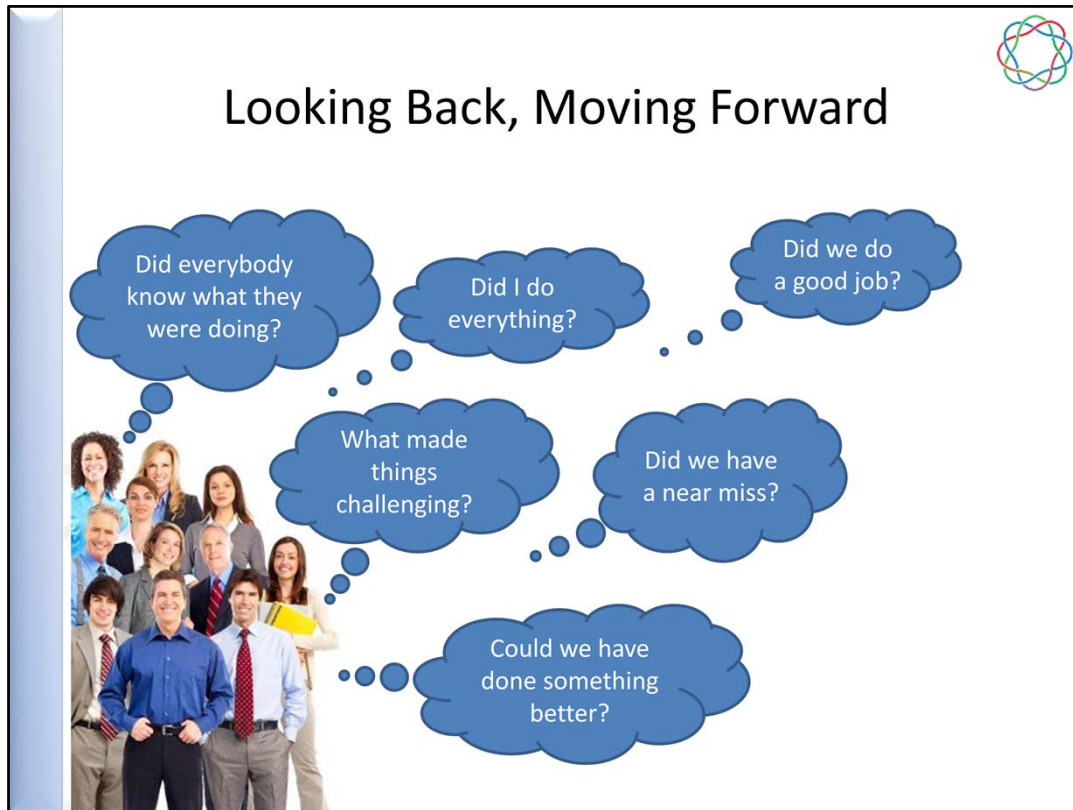 Looking Back, Moving Forward
Did everybody
know what they
were doing?
Did I do
everything?
Did we do
a good job?
What made
things
challenging?
Did we have
a near miss?
Could we have
done something
better?